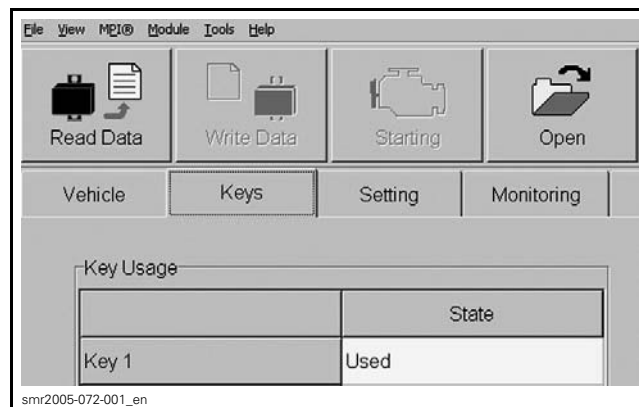 File View MPI® Module Tools Help
Read Data Write Data Starting Open
Vehicle Keys Setting Monitoring
Key Usage
State
Key 1 Used
smr2005-072-001_en